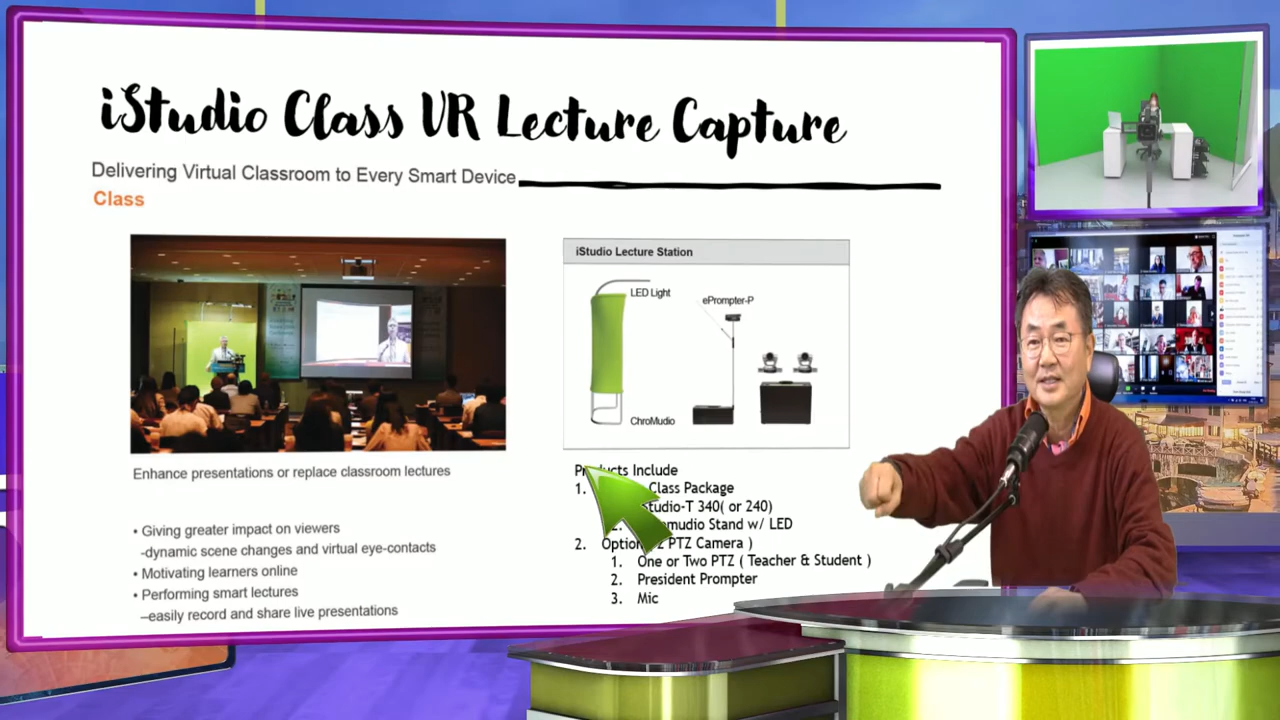 iStudio Class VR Lecture Capture
Delivering Virtual Classroom to Every Smart Device
Class
iStudio Lecture Station
LED Light
ePrompter-P
ChroMudio
Enhance presentations or replace classroom lectures
• Giving greater impact on viewers
-dynamic scene changes and virtual eye-contacts
• Motivating learners online
• Performing smart lectures
–easily record and share live presentations
Include
1. Class Package
340( or 240)
Stand w/ LED
2. PTZ Camera )
1. One or Two PTZ ( Teacher & Student )
2. President Prompter
3. Mic